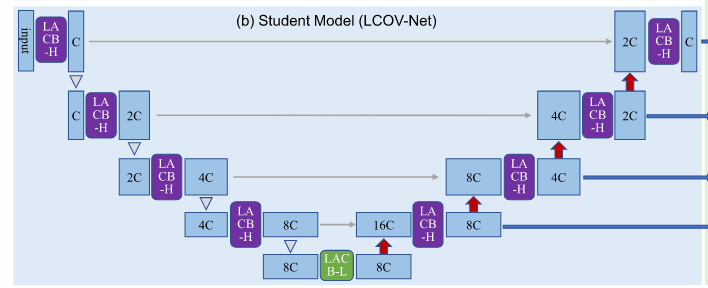 (b) Student Model (LCOV-Net)
input
LA
CB
-H
C
2C
LA
CB
-H
C
C
LA
CB
-H
2C
4C
LA
CB
-H
2C
2C
LA
CB
-H
4C
8C
LA
CB
-H
4C
4C
LA
CB
-H
8C
16C
LA
CB
-H
8C
8C
LAC
B-L
8C